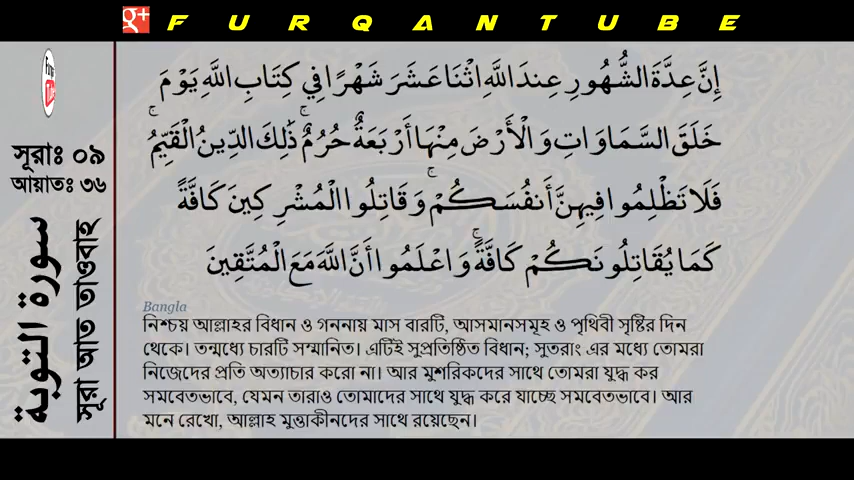 g+ F U R Q A N T U B E
إِنَّ عِدَّةَ الشُّهُورِ عِندَ اللَّهِ اثْنَا عَشَرَ شَهْرًا فِي كِتَابِ اللَّهِ يَوْمَ
خَلَقَ السَّمَاوَاتِ وَالْأَرْضَ مِنْهَا أَرْبَعَةٌ حُرُمٌ ۚ ذَٰلِكَ الدِّينُ الْقَيِّمُ ۚ
فَلَا تَظْلِمُوا فِيهِنَّ أَنفُسَكُمْ ۚ وَقَاتِلُوا الْمُشْرِكِينَ كَافَّةً
كَمَا يُقَاتِلُونَكُمْ كَافَّةً ۚ وَاعْلَمُوا أَنَّ اللَّهَ مَعَ الْمُتَّقِينَ
Bangla
নিশ্চয় আল্লাহর বিধান ও গননায় মাস বারটি, আসমানসমূহ ও পৃথিবী সৃষ্টির দিন
থেকে। তন্মধ্যে চারটি সম্মানিত। এটিই সুপ্রতিষ্ঠিত বিধান; সুতরাং এর মধ্যে তোমরা
নিজেদের প্রতি অত্যাচার করো না। আর মুশরিকদের সাথে তোমরা যুদ্ধ কর
সমবেতভাবে, যেমন তারাও তোমাদের সাথে যুদ্ধ করে যাচ্ছে সমবেতভাবে। আর
মনে রেখো, আল্লাহ মুত্তাকীনদের সাথে রয়েছেন।
সূরাঃ ০৯
আয়াতঃ ৩৬
سورة التوبة
সূরা আত তাওবাহ